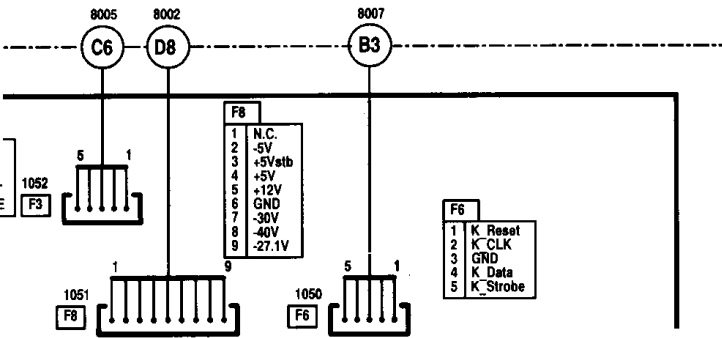 8005
8002
8007
C6
D8
B3
F8
1 N.C.
2 -5V
3 +5Vstb
4 +5V
5 +12V
6 GND
7 -30V
8 -40V
9 -27.1V
5 1
1052
F3
E
F6
1 K_Reset
2 K_CLK
3 GND
4 K_Data
5 K_Strobe
1 9
1051
F8
5 1
1050
F6